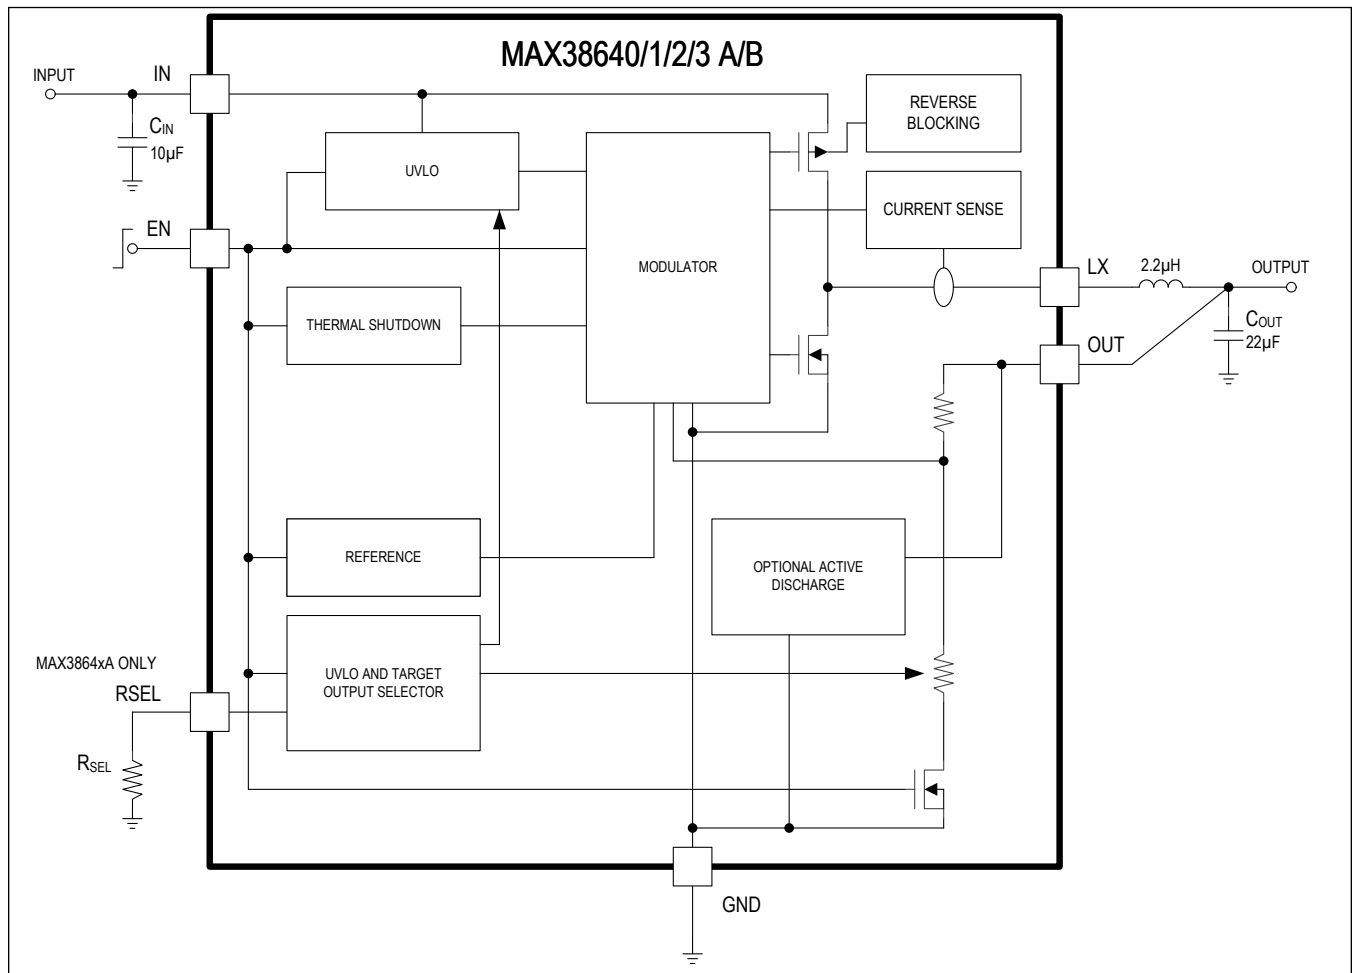 MAX38640/1/2/3 A/B
INPUT
IN
CIN
10µF
REVERSE
BLOCKING
UVLO
CURRENT SENSE
EN
MODULATOR
LX
2.2µH
OUTPUT
THERMAL SHUTDOWN
COUT
22µF
OUT
REFERENCE
OPTIONAL ACTIVE
DISCHARGE
MAX3864xA ONLY
RSEL
UVLO AND TARGET
OUTPUT SELECTOR
RSEL
GND